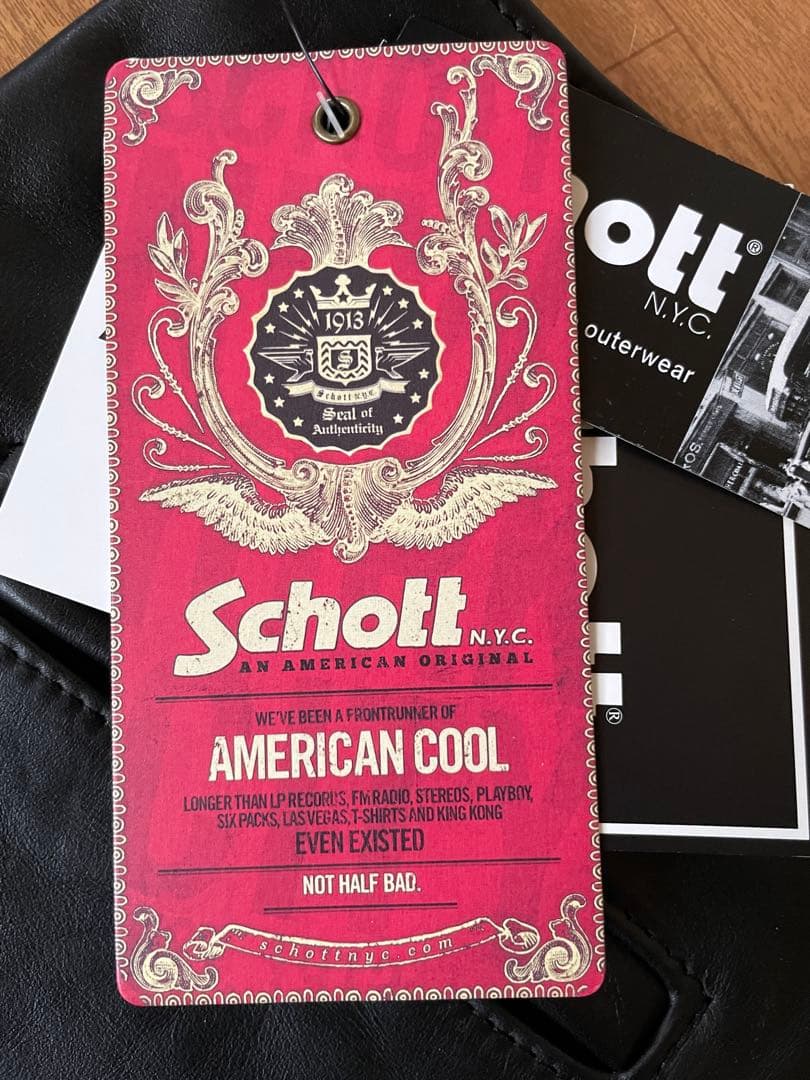 1913
S
Schott N.Y.C.
Seal of
Authenticity
Schott N.Y.C.
AN AMERICAN ORIGINAL
WE'VE BEEN A FRONTRUNNER OF
AMERICAN COOL
LONGER THAN LP RECORDS, FM RADIO, STEREOS, PLAYBOY,
SIX PACKS, LAS VEGAS, T-SHIRTS AND KING KONG
EVEN EXISTED
NOT HALF BAD.
schottnyc.com
ott®
N.Y.C.
outerwear
®